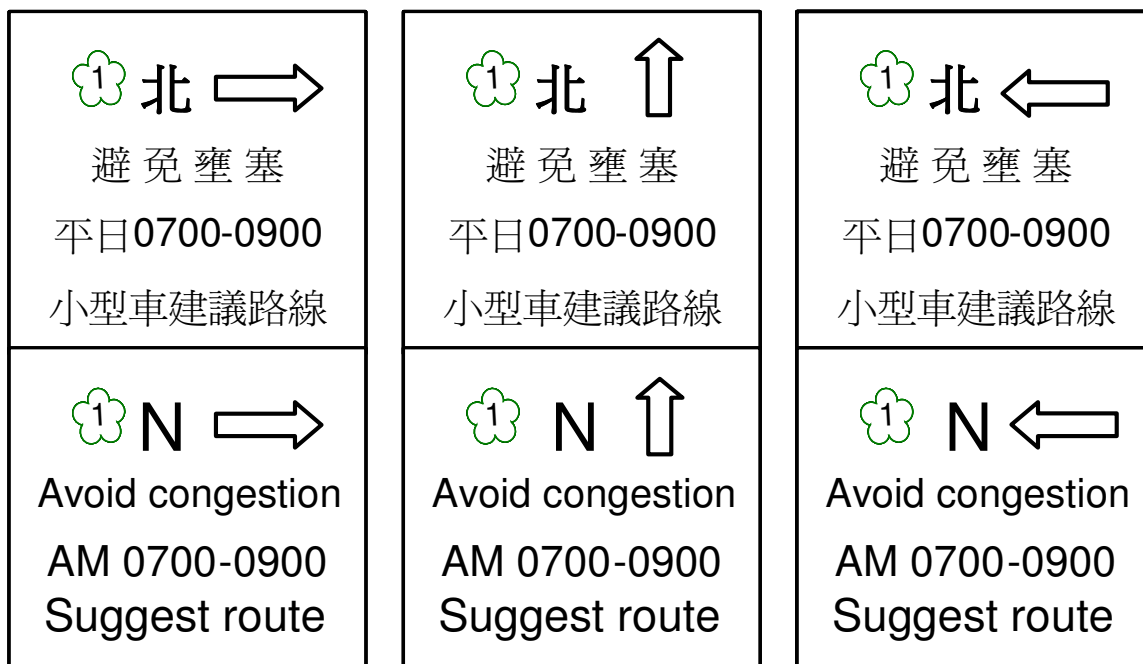 1 北
避免壅塞
平日0700-0900
小型車建議路線
1 N
Avoid congestion
AM 0700-0900
Suggest route
1 北
避免壅塞
平日0700-0900
小型車建議路線
1 N
Avoid congestion
AM 0700-0900
Suggest route
1 北
避免壅塞
平日0700-0900
小型車建議路線
1 N
Avoid congestion
AM 0700-0900
Suggest route